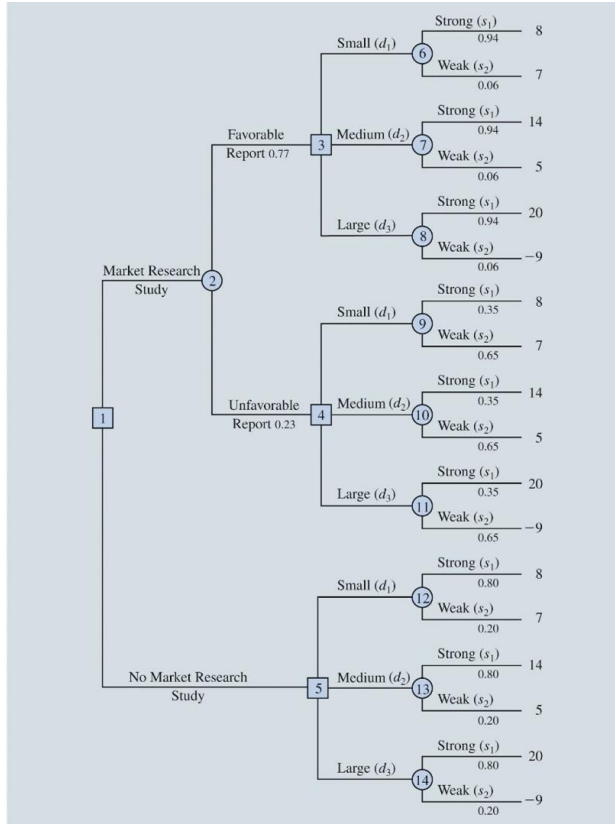 Strong (s1) 8
0.94
Small (d1) 6
Weak (s2) 7
0.06
Strong (s1) 14
0.94
Favorable
Report 0.77
3 Medium (d2) 7
Weak (s2) 5
0.06
Strong (s1) 20
0.94
Large (d3) 8
Weak (s2) −9
0.06
Market Research
Study
2
Strong (s1) 8
0.35
Small (d1) 9
Weak (s2) 7
0.65
Strong (s1) 14
0.35
1
Unfavorable
Report 0.23
4 Medium (d2) 10
Weak (s2) 5
0.65
Strong (s1) 20
0.35
Large (d3) 11
Weak (s2) −9
0.65
Strong (s1) 8
0.80
Small (d1) 12
Weak (s2) 7
0.20
Strong (s1) 14
0.80
No Market Research
Study
5 Medium (d2) 13
Weak (s2) 5
0.20
Strong (s1) 20
0.80
Large (d3) 14
Weak (s2) −9
0.20